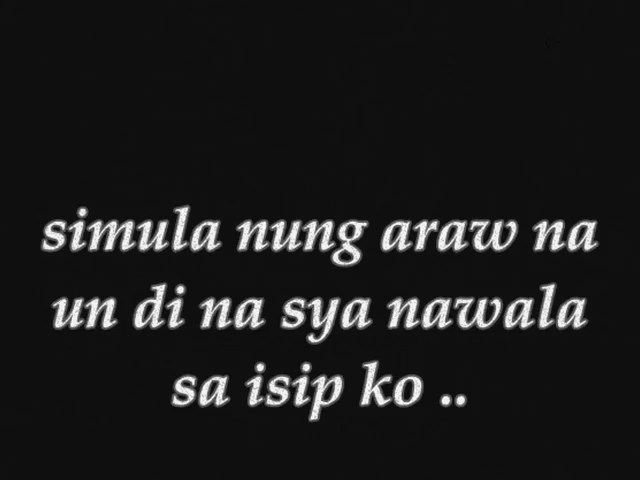 simula nung araw na
un di na sya nawala
sa isip ko ..